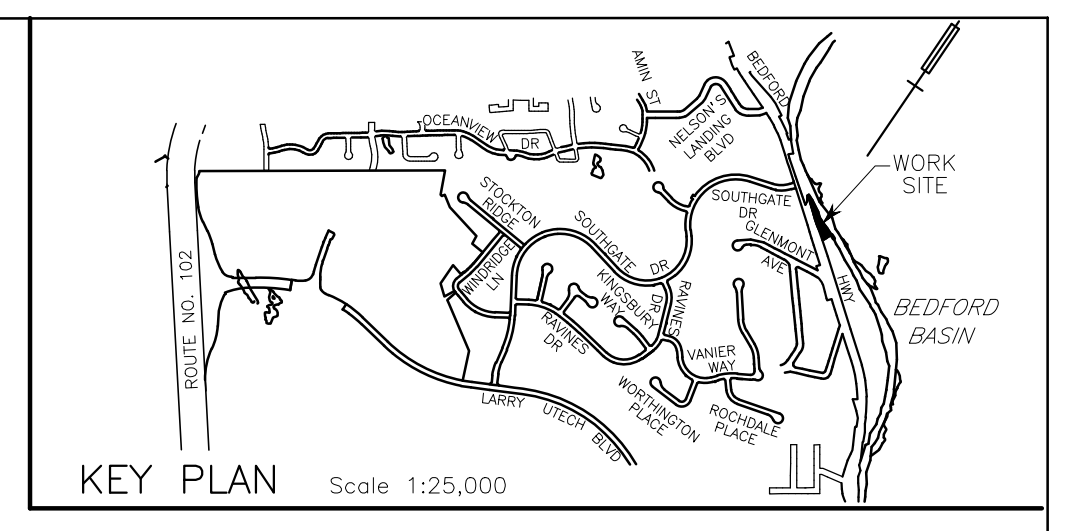 AMIN ST
BEDFORD
OCEANVIEW
DR
NELSON'S
LANDING
BLVD
WORK
SITE
STOCKTON
RIDGE
SOUTHGATE
DR
SOUTHGATE
DR
GLENMONT
AVE
WINDRIDGE
LN
KINGSBURY
WAY
RAVINES
DR
HWY
ROUTE NO. 102
BEDFORD
BASIN
RAVINES
DR
VANIER
WAY
WORTHINGTON
PLACE
ROCHDALE
PLACE
LARRY UTECH BLVD
KEY PLAN
Scale 1:25,000